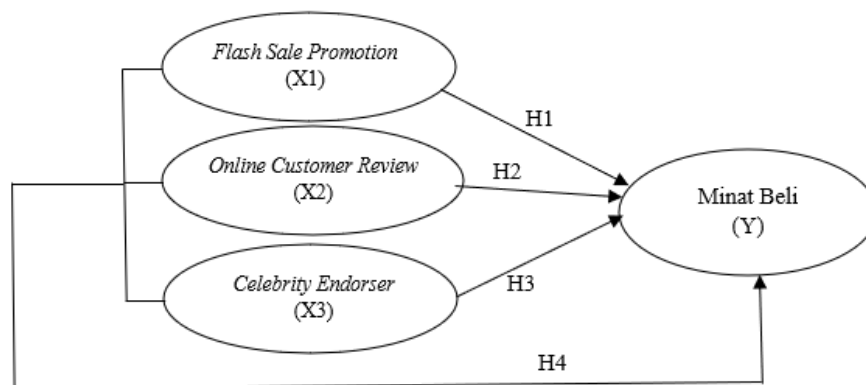 Flash Sale Promotion
(X1)
H1
Online Customer Review
(X2)
H2
Minat Beli
(Y)
Celebrity Endorser
(X3)
H3
H4